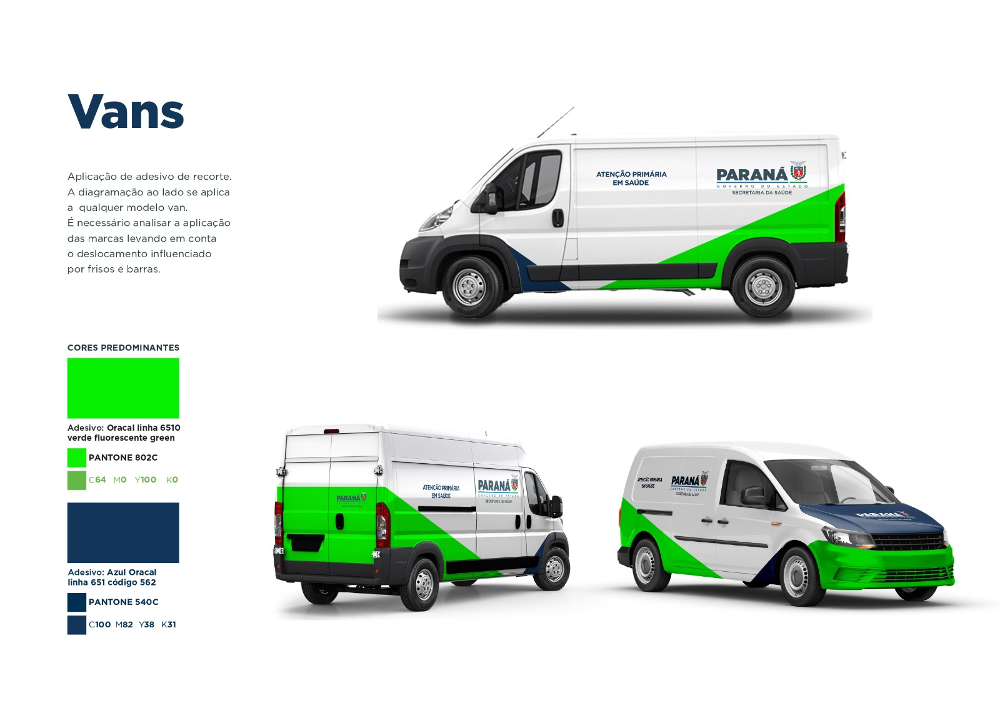 Vans
Aplicação de adesivo de recorte.
A diagramação ao lado se aplica
a qualquer modelo van.
É necessário analisar a aplicação
das marcas levando em conta
o deslocamento influenciado
por frisos e barras.
CORES PREDOMINANTES
Adesivo: Oracal linha 6510
verde fluorescente green
PANTONE 802C
C64 M0 Y100 K0
Adesivo: Azul Oracal
linha 651 código 562
PANTONE 540C
C100 M82 Y38 K31
ATENÇÃO PRIMÁRIA
EM SAÚDE
PARANÁ
GOVERNO DO ESTADO
SECRETARIA DA SAÚDE
PARANÁ
ATENÇÃO PRIMÁRIA
EM SAÚDE
PARANÁ
GOVERNO DO ESTADO
SECRETARIA DA SAÚDE
ATENÇÃO PRIMÁRIA
EM SAÚDE
PARANÁ
GOVERNO DO ESTADO
SECRETARIA DA SAÚDE
PARANÁ